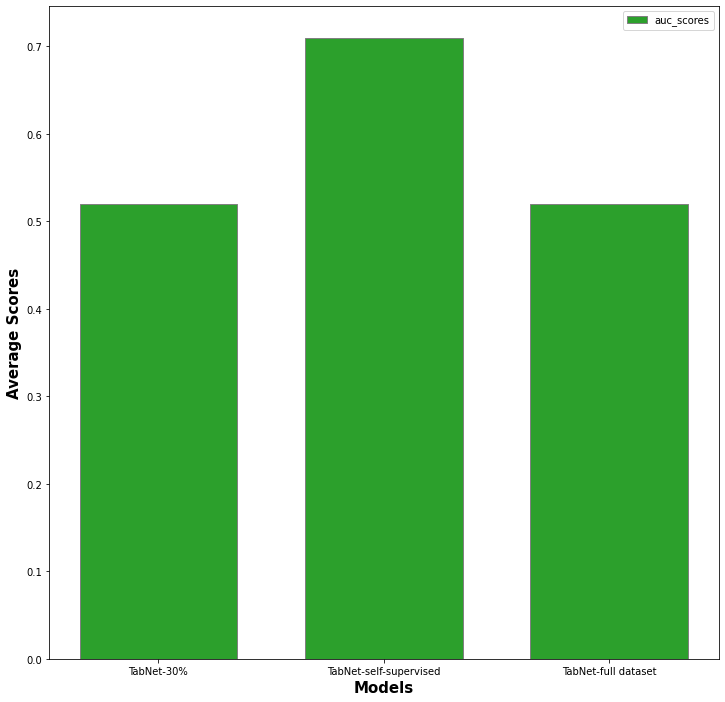 auc_scores
Average Scores
0.7
0.6
0.5
0.4
0.3
0.2
0.1
0.0
TabNet-30%
TabNet-self-supervised
TabNet-full dataset
Models